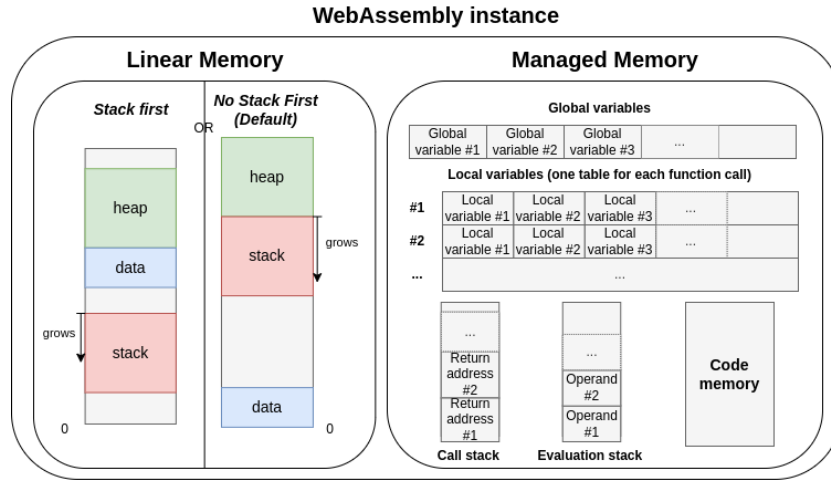 WebAssembly instance
Linear Memory
Stack first
OR
No Stack First
(Default)
heap
data
grows
stack
0
heap
stack
grows
data
0
Managed Memory
Global variables
Global
variable #1
Global
variable #2
Global
variable #3
...
Local variables (one table for each function call)
#1
Local
variable #1
Local
variable #2
Local
variable #3
...
#2
Local
variable #1
Local
variable #2
Local
variable #3
...
...
...
...
Return
address
#2
Return
address
#1
Call stack
...
Operand
#2
Operand
#1
Evaluation stack
Code
memory